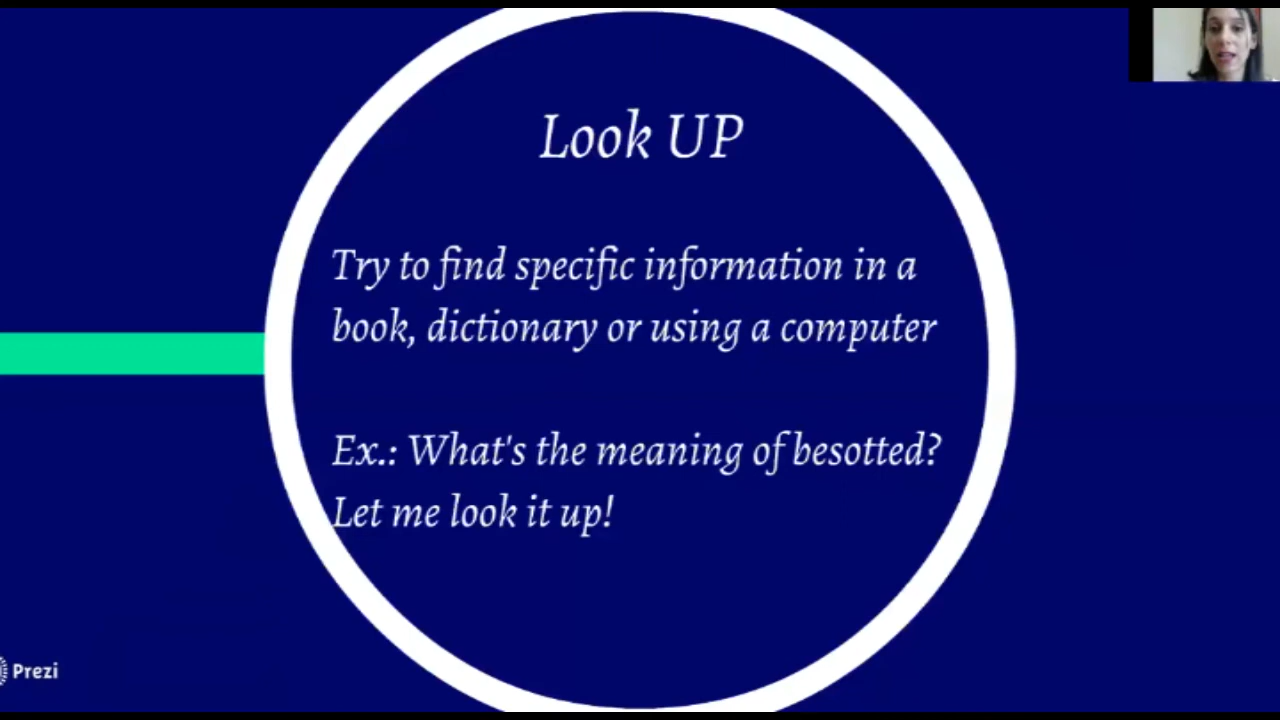 Look UP
Try to find specific information in a
book, dictionary or using a computer
Ex.: What's the meaning of besotted?
Let me look it up!
Prezi